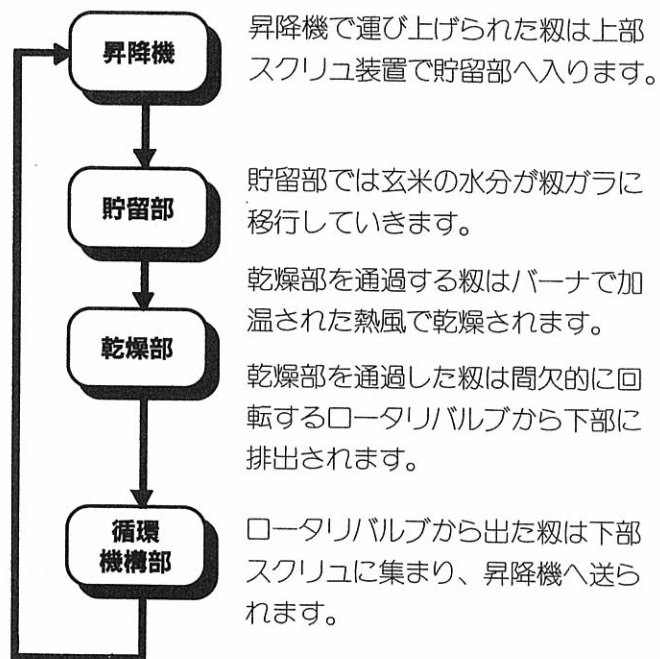 昇降機
昇降機で運び上げられた籾は上部
スクリュ装置で貯留部へ入ります。
貯留部
貯留部では玄米の水分が籾ガラに
移行していきます。
乾燥部
乾燥部を通過する籾はバーナで加
温された熱風で乾燥されます。
乾燥部を通過した籾は間欠的に回
転するロータリバルブから下部に
排出されます。
循環
機構部
ロータリバルブから出た籾は下部
スクリュに集まり、昇降機へ送ら
れます。